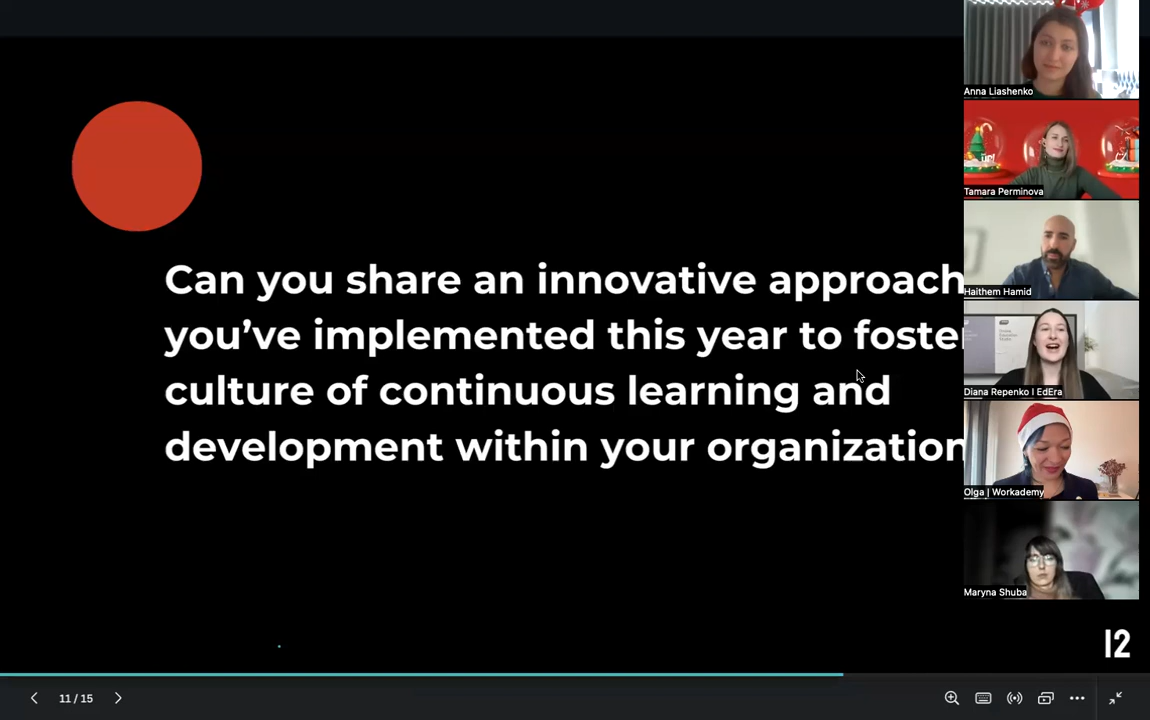 Can you share an innovative approach
you've implemented this year to foster
culture of continuous learning and
development within your organization
Anna Liashenko
UP!
Tamara Perminova
Haithem Hamid
Diana Repenko I EdEra
Olga | Workademy
Maryna Shuba
12
11 / 15